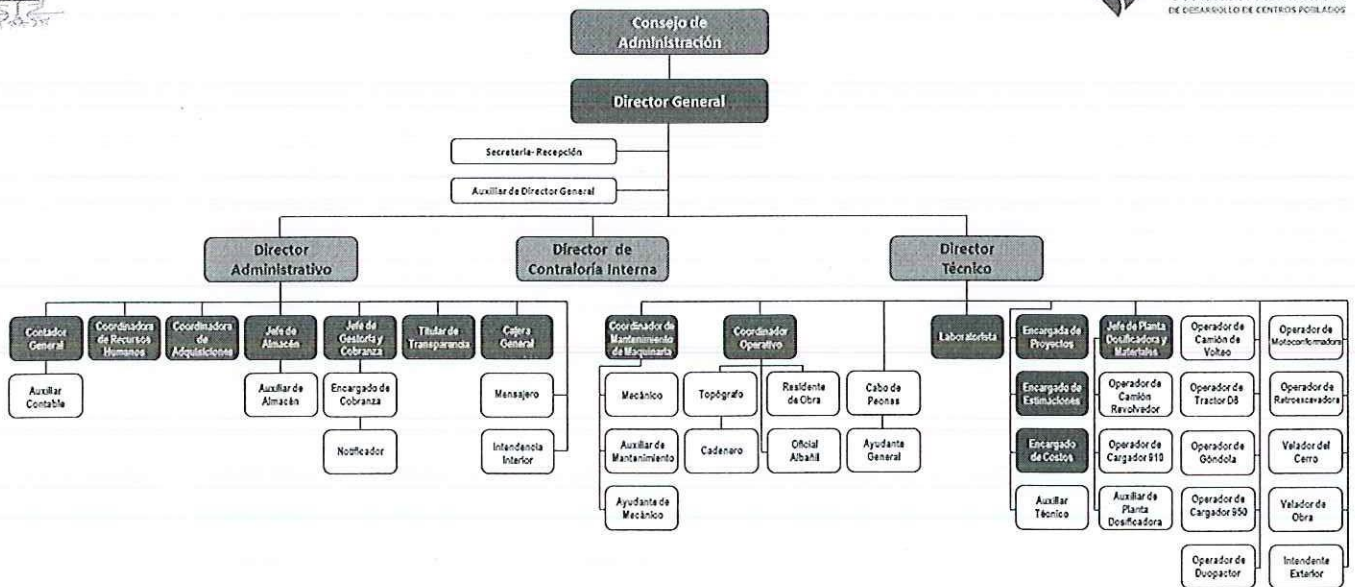 DE DESARROLLO DE CENTROS POBLADOS
Consejo de
Administración
Director General
Secretaria- Recepción
Auxiliar de Director General
Director
Administrativo
Director de
Contraloría Interna
Director
Técnico
Contador
General
Coordinadora
de Recursos
Humanos
Coordinadora
de
Adquisiciones
Jefe de
Almacén
Jefe de
Gestoría y
Cobranza
Titular de
Transparencia
Cajera
General
Auxiliar
Contable
Auxiliar de
Almacén
Encargado de
Cobranza
Notificador
Mensajero
Intendencia
Interior
Coordinador de
Mantenimiento
de Maquinaria
Mecánico
Auxiliar de
Mantenimiento
Ayudante de
Mecánico
Coordinador
Operativo
Topógrafo
Cadenero
Residente
de Obra
Oficial
Albañil
Cabo de
Peones
Ayudante
General
Laboratorista
Encargada de
Proyectos
Encargado de
Estimaciones
Encargado
de Costos
Auxiliar
Técnico
Jefe de Planta
Dosificadora y
Materiales
Operador de
Camión
Revolvedor
Operador de
Cargador 910
Auxiliar de
Planta
Dosificadora
Operador de
Camión de
Volteo
Operador de
Tractor D8
Operador de
Góndola
Operador de
Cargador 950
Operador de
Duopactor
Operador de
Motoconformadora
Operador de
Retroexcavadora
Velador del
Cerro
Velador de
Obra
Intendente
Exterior